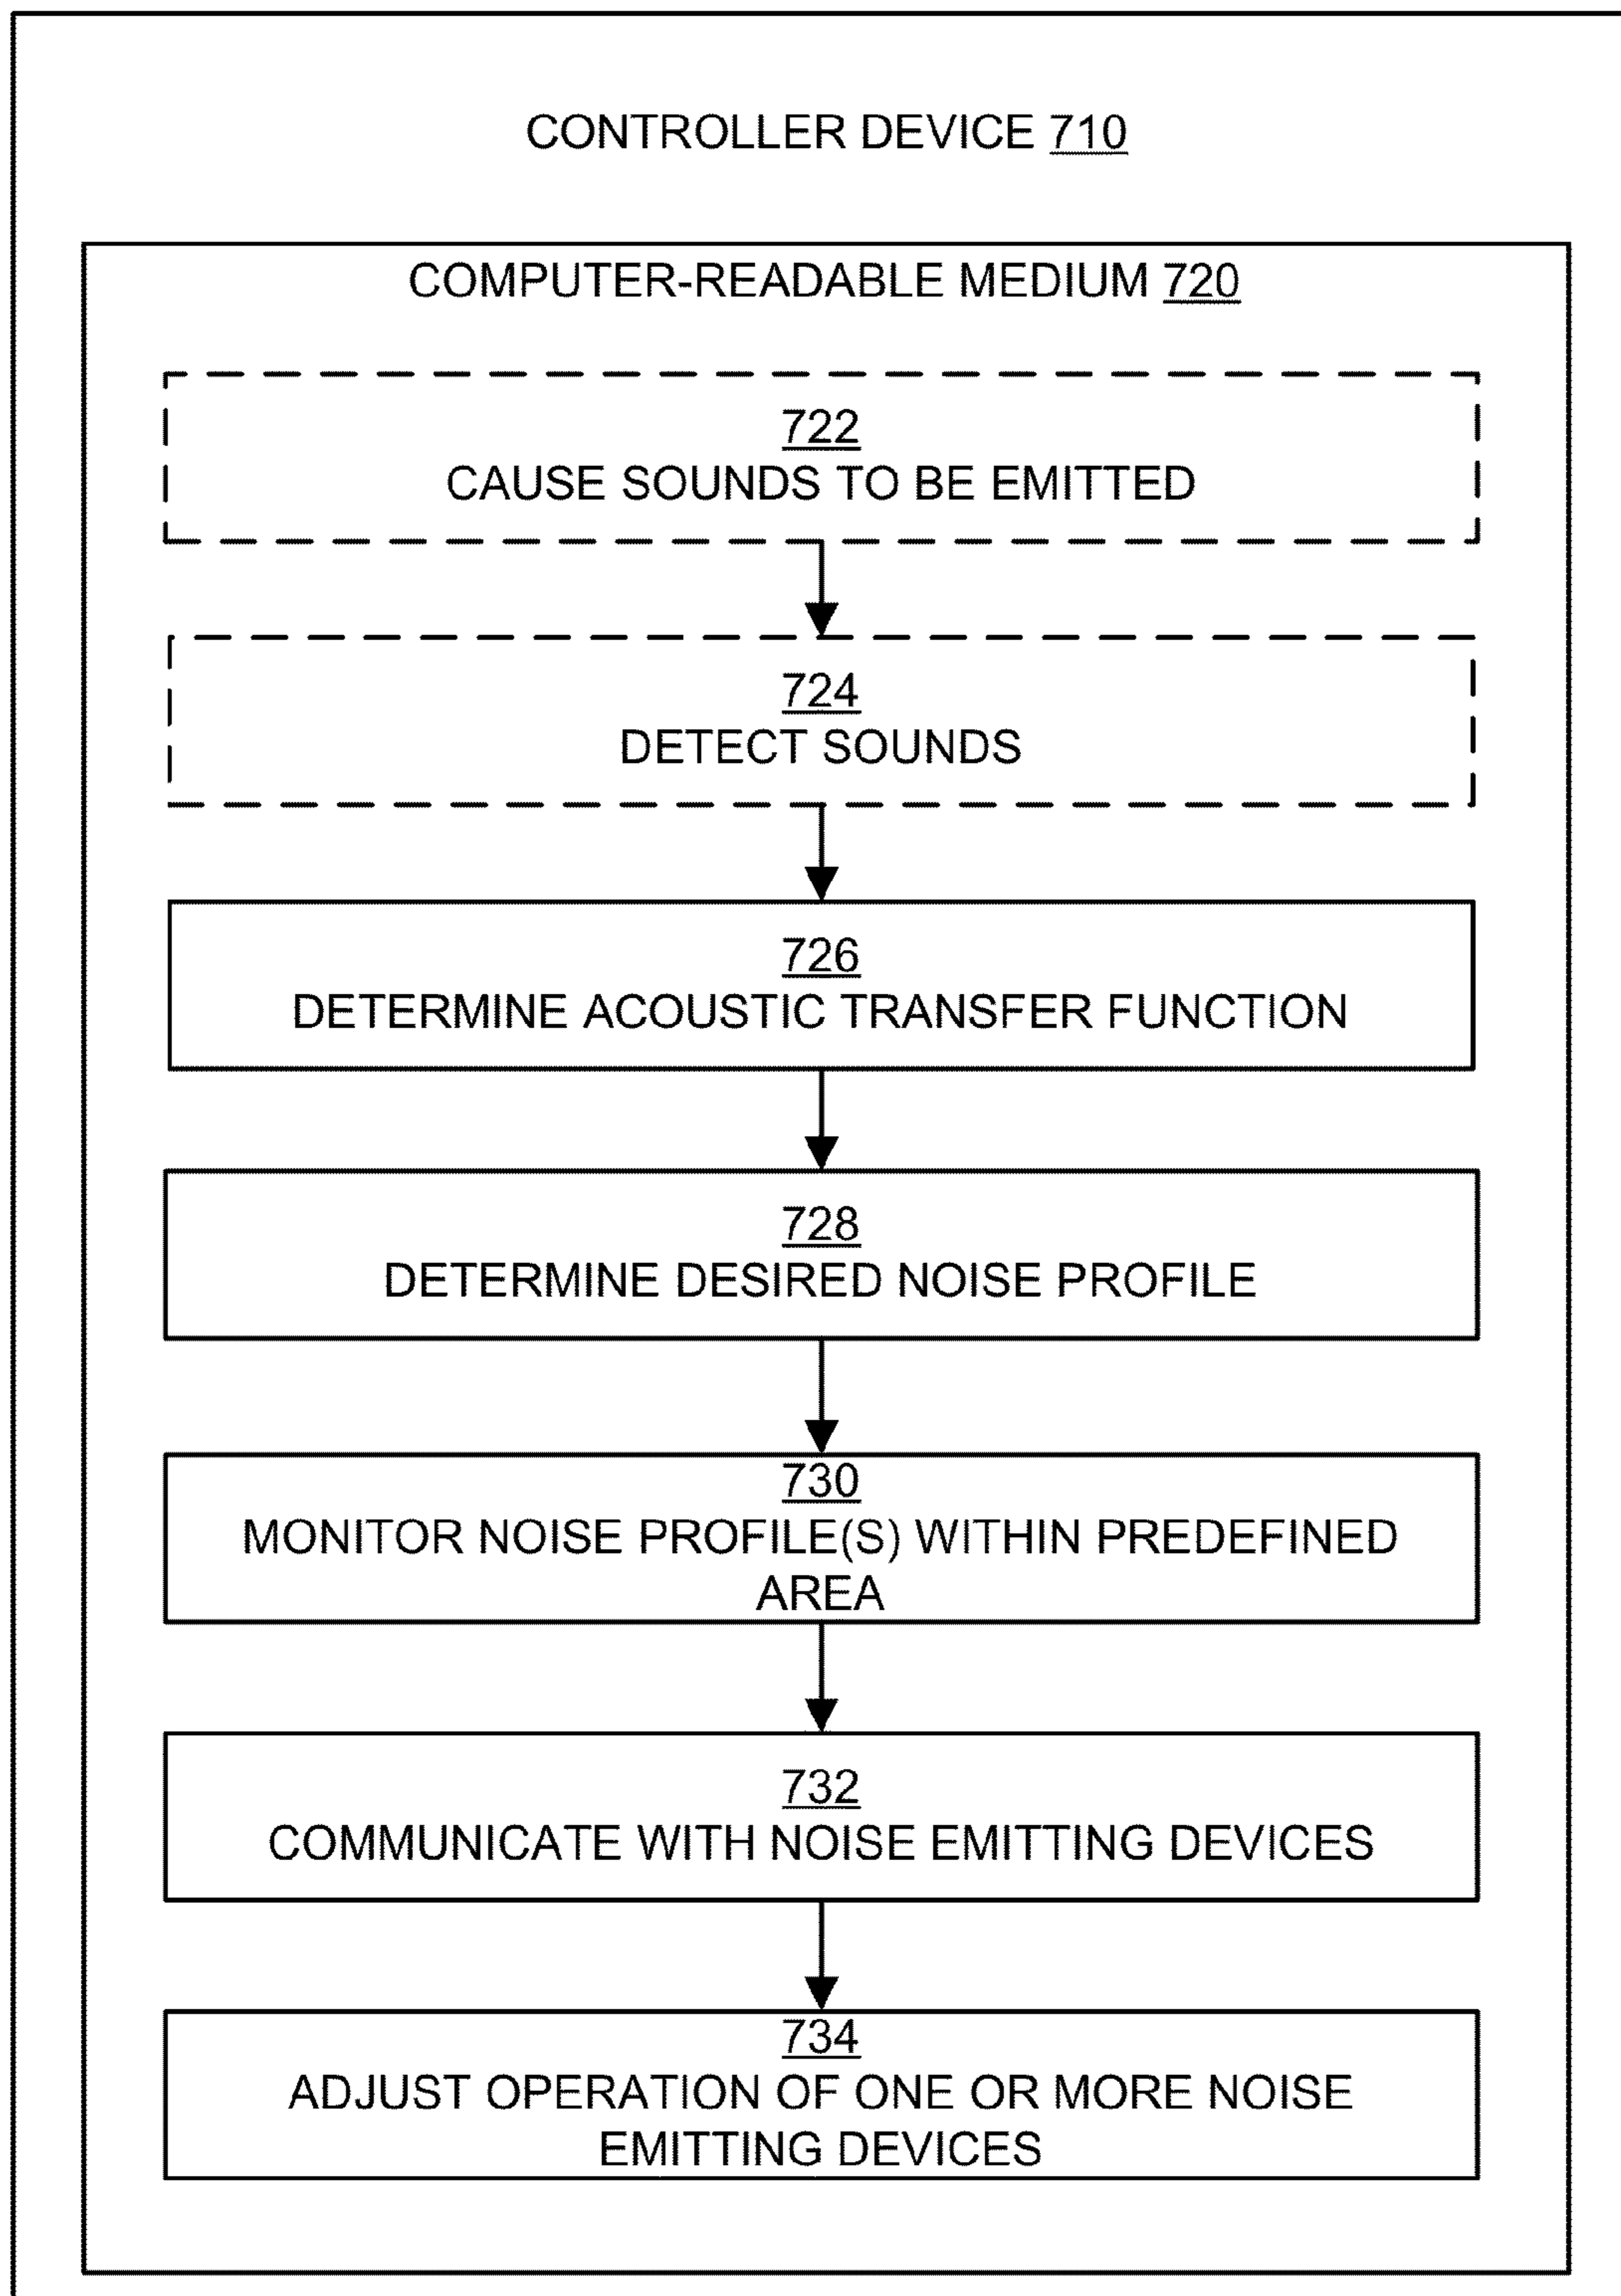 CONTROLLER DEVICE 710
COMPUTER-READABLE MEDIUM 720
722
CAUSE SOUNDS TO BE EMITTED
724
DETECT SOUNDS
726
DETERMINE ACOUSTIC TRANSFER FUNCTION
728
DETERMINE DESIRED NOISE PROFILE
730
MONITOR NOISE PROFILE(S) WITHIN PREDEFINED
AREA
732
COMMUNICATE WITH NOISE EMITTING DEVICES
734
ADJUST OPERATION OF ONE OR MORE NOISE
EMITTING DEVICES